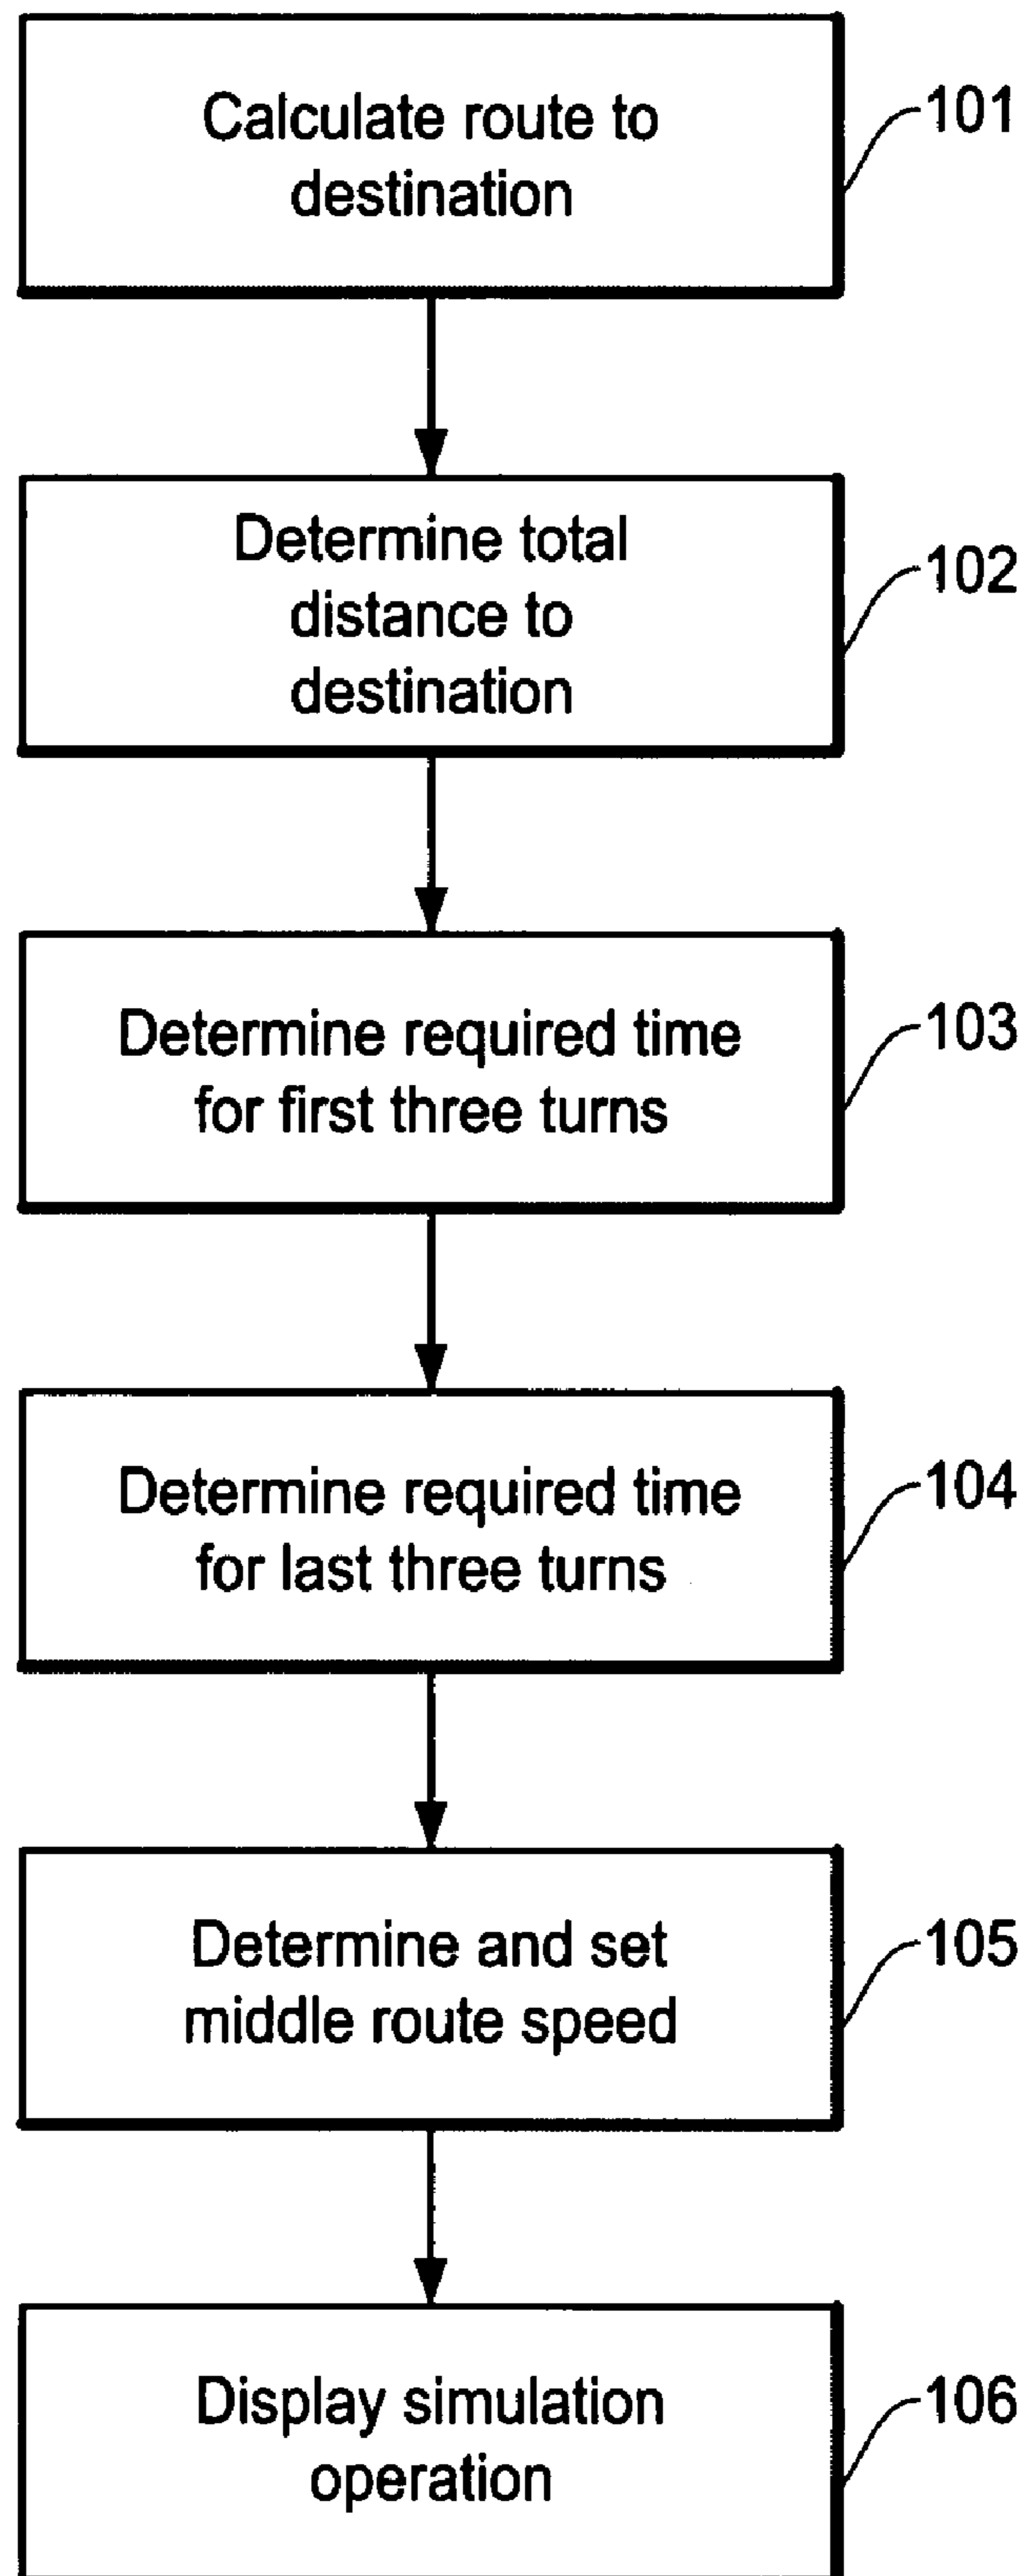 Calculate route to
destination
101
Determine total
distance to
destination
102
Determine required time
for first three turns
103
Determine required time
for last three turns
104
Determine and set
middle route speed
105
Display simulation
operation
106